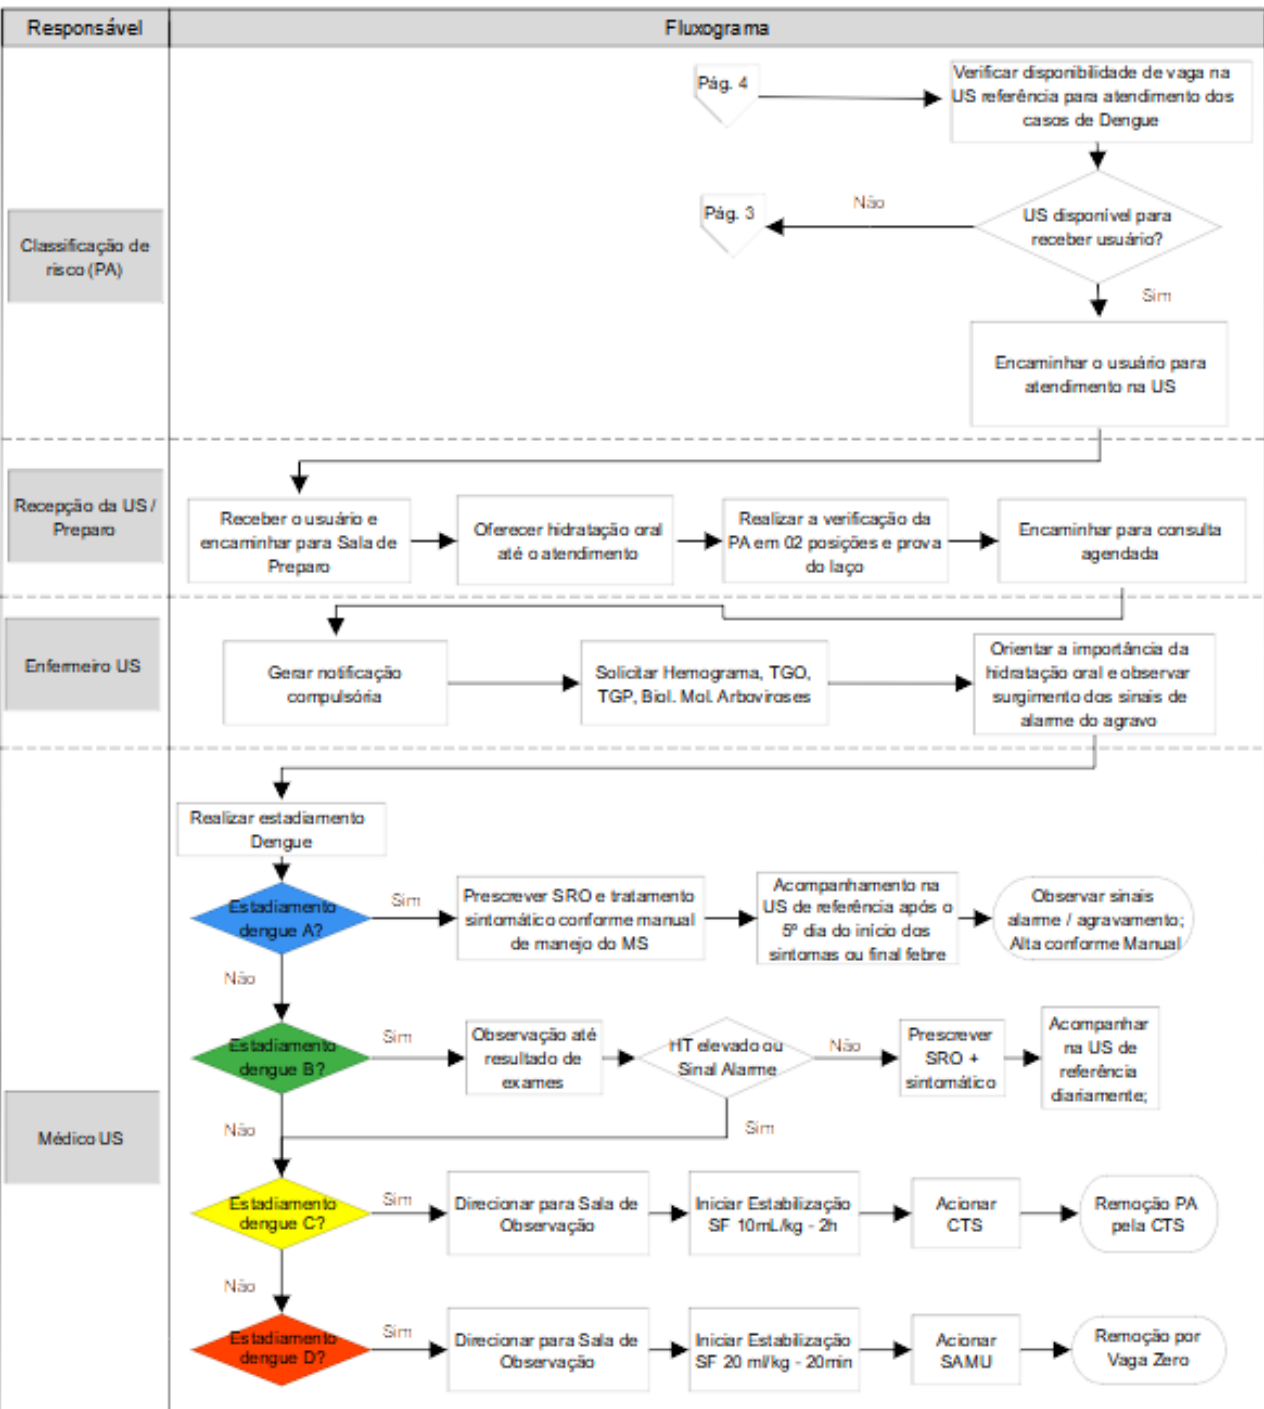 Responsável
Fluxograma
Pág. 4
Verificar disponibilidade de vaga na
US referência para atendimento dos
casos de Dengue
Classificação de
risco (PA)
Pág. 3
Não
US disponível para
receber usuário?
Sim
Encaminhar o usuário para
atendimento na US
Recepção da US /
Preparo
Receber o usuário e
encaminhar para Sala de
Preparo
Oferecer hidratação oral
até o atendimento
Realizar a verificação da
PA em 02 posições e prova
do laço
Encaminhar para consulta
agendada
Enfermeiro US
Gerar notificação
compulsória
Solicitar Hemograma, TGO,
TGP, Biol. Mol. Arboviroses
Orientar a importância da
hidratação oral e observar
surgimento dos sinais de
alarme do agravo
Médico US
Realizar estadiamento
Dengue
Estadiamento
dengue A?
Sim
Prescrever SRO e tratamento
sintomático conforme manual
de manejo do MS
Acompanhamento na
US de referência após o
5º dia do início dos
sintomas ou final febre
Observar sinais
alarme / agravamento;
Alta conforme Manual
Não
Estadiamento
dengue B?
Sim
Observação até
resultado de
exames
HT elevado ou
Sinal Alarme
Não
Prescrever
SRO +
sintomático
Acompanhar
na US de
referência
diariamente;
Não
Sim
Estadiamento
dengue C?
Sim
Direcionar para Sala de
Observação
Iniciar Estabilização
SF 10mL/kg - 2h
Acionar
CTS
Remoção PA
pela CTS
Não
Estadiamento
dengue D?
Sim
Direcionar para Sala de
Observação
Iniciar Estabilização
SF 20 ml/kg - 20min
Acionar
SAMU
Remoção por
Vaga Zero